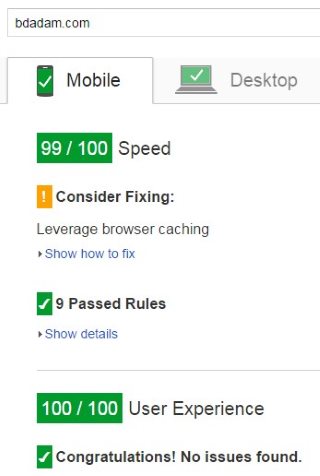 bdadam.com
Mobile
Desktop
99 / 100 Speed
! Consider Fixing:
Leverage browser caching
Show how to fix
9 Passed Rules
Show details
100 / 100 User Experience
Congratulations! No issues found.